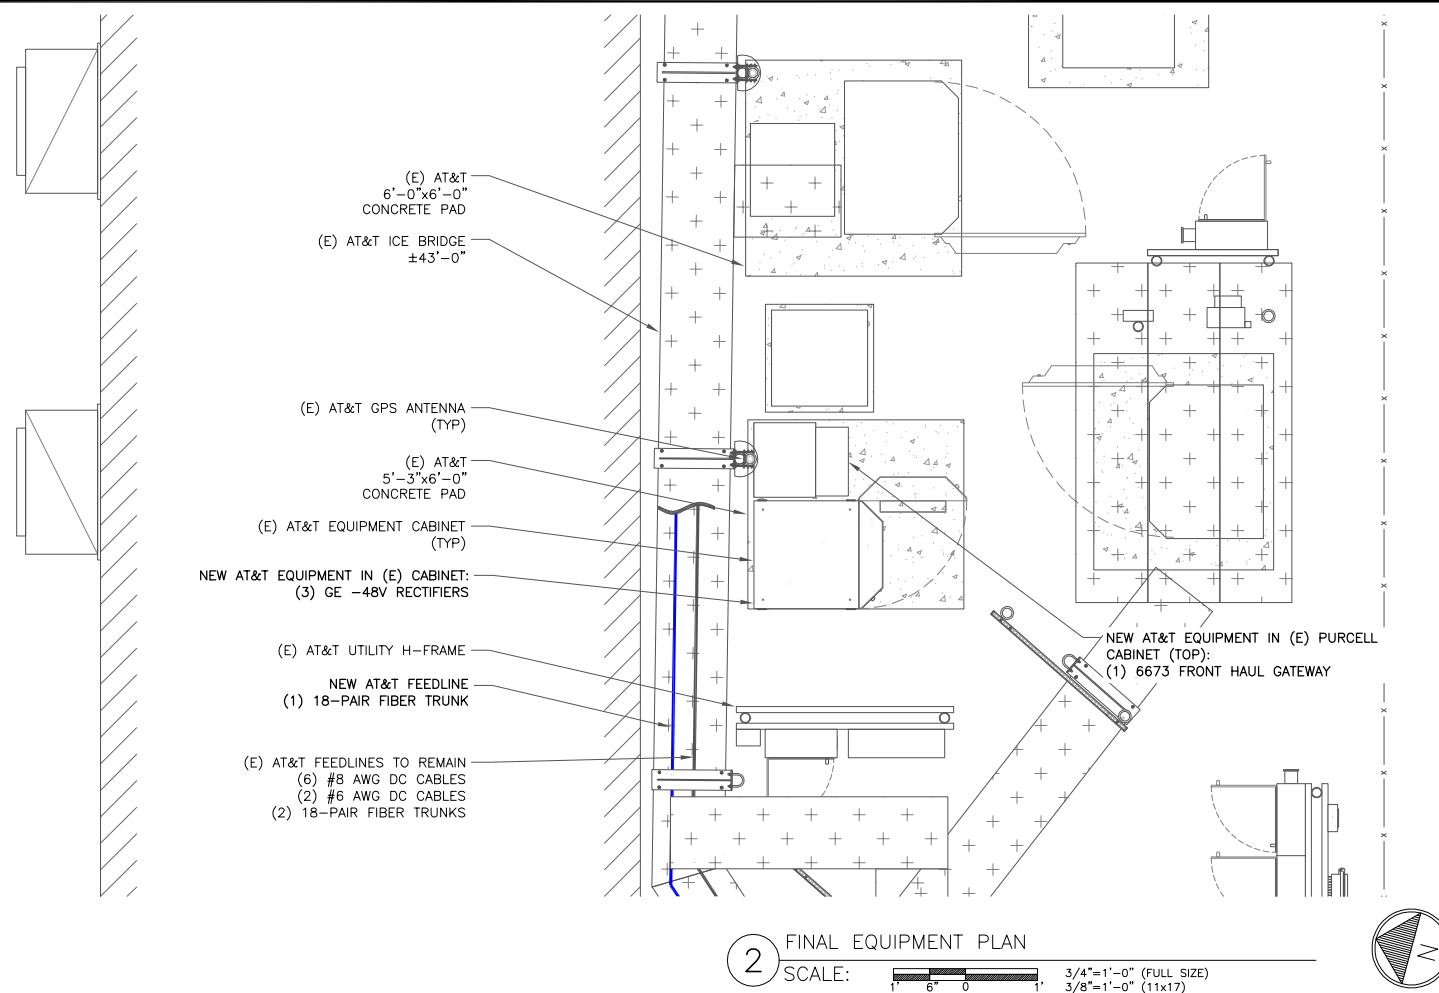 (E) AT&T
6'-0"x6'-0"
CONCRETE PAD
(E) AT&T ICE BRIDGE
±43'-0"
(E) AT&T GPS ANTENNA
(TYP)
(E) AT&T
5'-3"x6'-0"
CONCRETE PAD
(E) AT&T EQUIPMENT CABINET
(TYP)
NEW AT&T EQUIPMENT IN (E) CABINET:
(3) GE -48V RECTIFIERS
(E) AT&T UTILITY H-FRAME
NEW AT&T FEEDLINE
(1) 18-PAIR FIBER TRUNK
(E) AT&T FEEDLINES TO REMAIN
(6) #8 AWG DC CABLES
(2) #6 AWG DC CABLES
(2) 18-PAIR FIBER TRUNKS
NEW AT&T EQUIPMENT IN (E) PURCELL
CABINET (TOP):
(1) 6673 FRONT HAUL GATEWAY
2
FINAL EQUIPMENT PLAN
SCALE:
1' 6" 0 1'
3/4"=1'-0" (FULL SIZE)
3/8"=1'-0" (11x17)
N